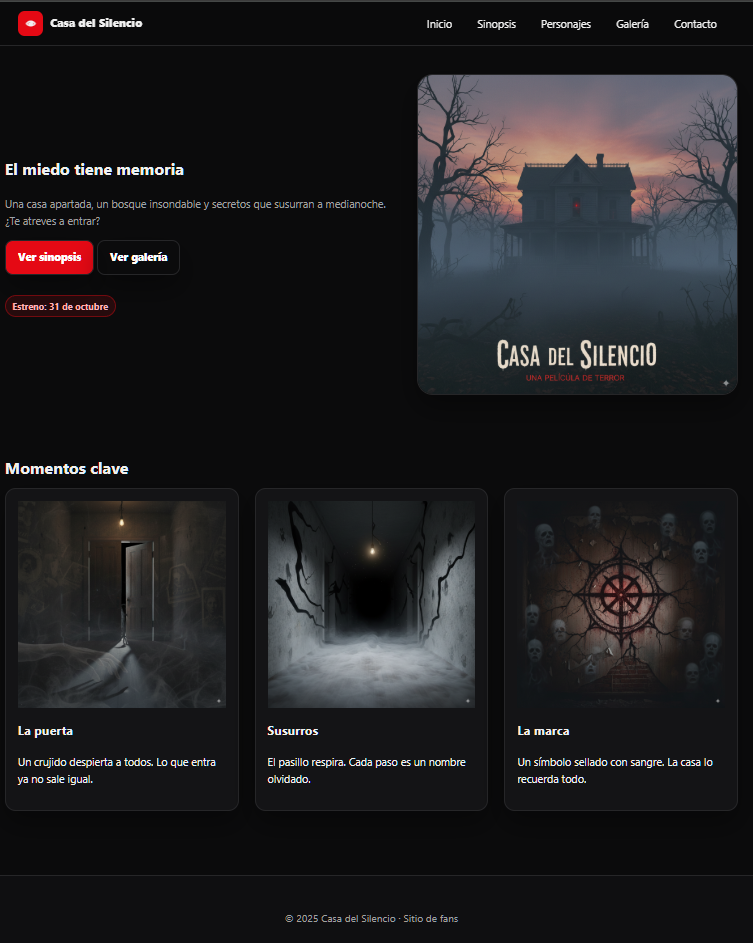 Casa del Silencio
Inicio
Sinopsis
Personajes
Galería
Contacto
El miedo tiene memoria
Una casa apartada, un bosque insondable y secretos que susurran a medianoche.
¿Te atreves a entrar?
Ver sinopsis
Ver galería
Estreno: 31 de octubre
CASA DEL SILENCIO
UNA PELÍCULA DE TERROR
Momentos clave
La puerta
Un crujido despierta a todos. Lo que entra
ya no sale igual.
Susurros
El pasillo respira. Cada paso es un nombre
olvidado.
La marca
Un símbolo sellado con sangre. La casa lo
recuerda todo.
© 2025 Casa del Silencio · Sitio de fans